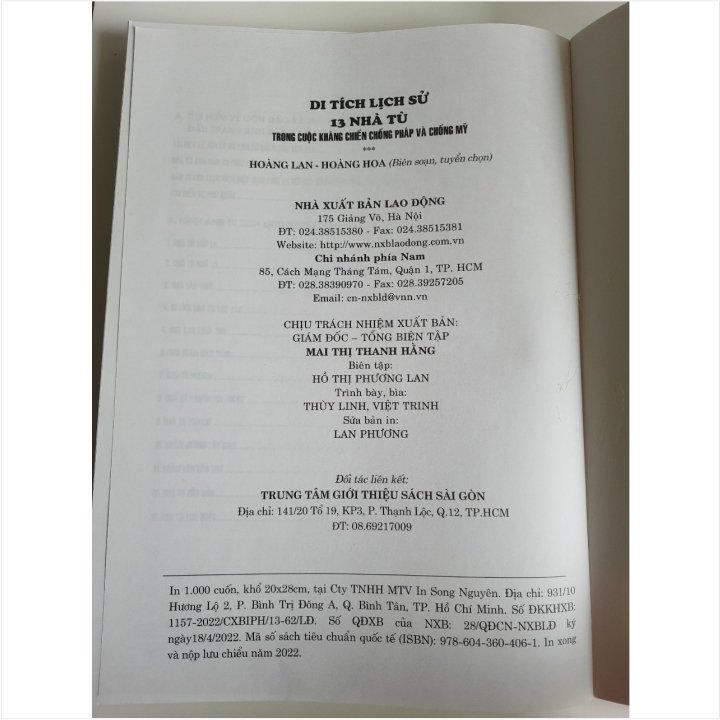 DI TÍCH LỊCH SỬ
13 NHÀ TÙ
TRONG CUỘC KHÁNG CHIẾN CHỐNG PHÁP VÀ CHỐNG MỸ
***
HOÀNG LAN - HOÀNG HOA (Biên soạn, tuyển chọn)
NHÀ XUẤT BẢN LAO ĐỘNG
175 Giảng Võ, Hà Nội
ĐT: 024.38515380 - Fax: 024.38515381
Website: http://www.nxblaodong.com.vn
Chi nhánh phía Nam
85, Cách Mạng Tháng Tám, Quận 1, TP. HCM
ĐT: 028.38390970 - Fax: 028.39257205
Email: cn-nxbld@vnn.vn
CHỊU TRÁCH NHIỆM XUẤT BẢN:
GIÁM ĐỐC – TỔNG BIÊN TẬP
MAI THỊ THANH HẰNG
Biên tập:
HỒ THỊ PHƯƠNG LAN
Trình bày, bìa:
THÙY LINH, VIỆT TRINH
Sửa bản in:
LAN PHƯƠNG
Đối tác liên kết:
TRUNG TÂM GIỚI THIỆU SÁCH SÀI GÒN
Địa chỉ: 141/20 Tổ 19, KP3, P. Thạnh Lộc, Q.12, TP.HCM
ĐT: 08.69217009
In 1.000 cuốn, khổ 20x28cm, tại Cty TNHH MTV In Song Nguyên. Địa chỉ: 931/10
Hương Lộ 2, P. Bình Trị Đông A, Q. Bình Tân, TP. Hồ Chí Minh. Số ĐKKHXB:
1157-2022/CXBIPH/13-62/LĐ. Số QĐXB của NXB: 28/QĐCN-NXBLĐ ký
ngày18/4/2022. Mã số sách tiêu chuẩn quốc tế (ISBN): 978-604-360-406-1. In xong
và nộp lưu chiểu năm 2022.